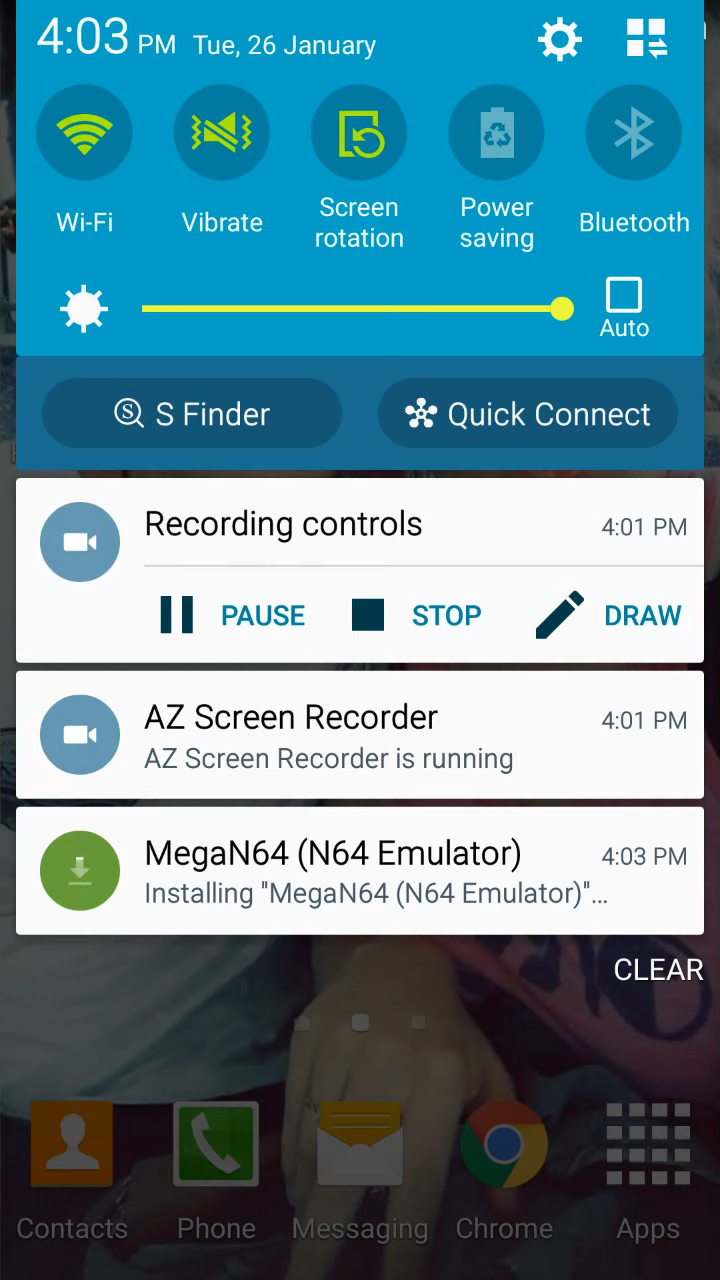 4:03 PM Tue, 26 January
Wi-Fi
Vibrate
Screen
rotation
Power
saving
Bluetooth
Auto
S Finder
Quick Connect
Recording controls
4:01 PM
PAUSE
STOP
DRAW
AZ Screen Recorder
4:01 PM
AZ Screen Recorder is running
MegaN64 (N64 Emulator)
4:03 PM
Installing "MegaN64 (N64 Emulator)"...
CLEAR
Contacts
Phone
Messaging
Chrome
Apps